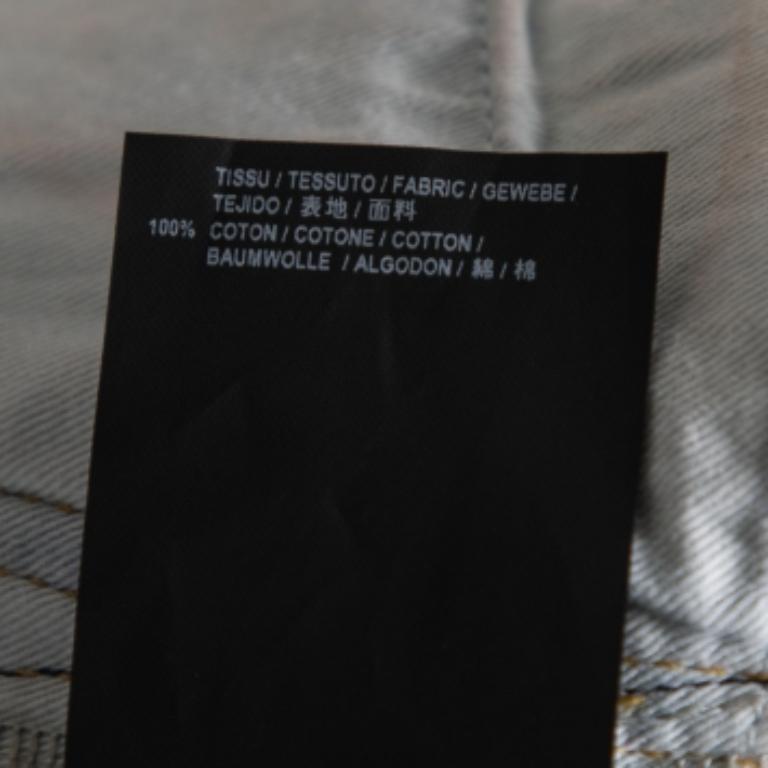 TISSU / TESSUTO / FABRIC / GEWEBE /
TEJIDO / 表地 / 面料
100% COTON / COTONE / COTTON /
BAUMWOLLE / ALGODON / 綿 / 棉